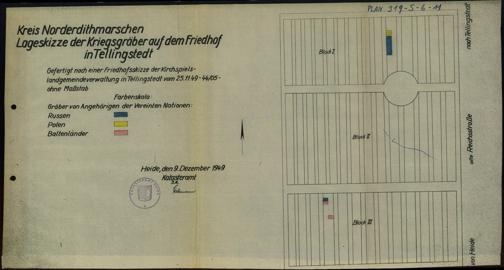 PLAN 319-S-6-11
Kreis Norderdithmarschen
Lageskizze der Kriegsgräber auf dem Friedhof
in Tellingstedt
Gefertigt nach einer Friedhofsskizze der Kirchspiels-
landgemeindeverwaltung in Tellingstedt vom 25.11.49 - 44/05 -
ohne Maßstab
Farbenskala:
Gräber von Angehörigen der Vereinten Nationen:
Russen
Polen
Baltenländer
Heide, den 9. Dezember 1949
Katasteramt
Block I
Block II
Block III
nach Tellingstedt
alte Reichsstraße
von Heide